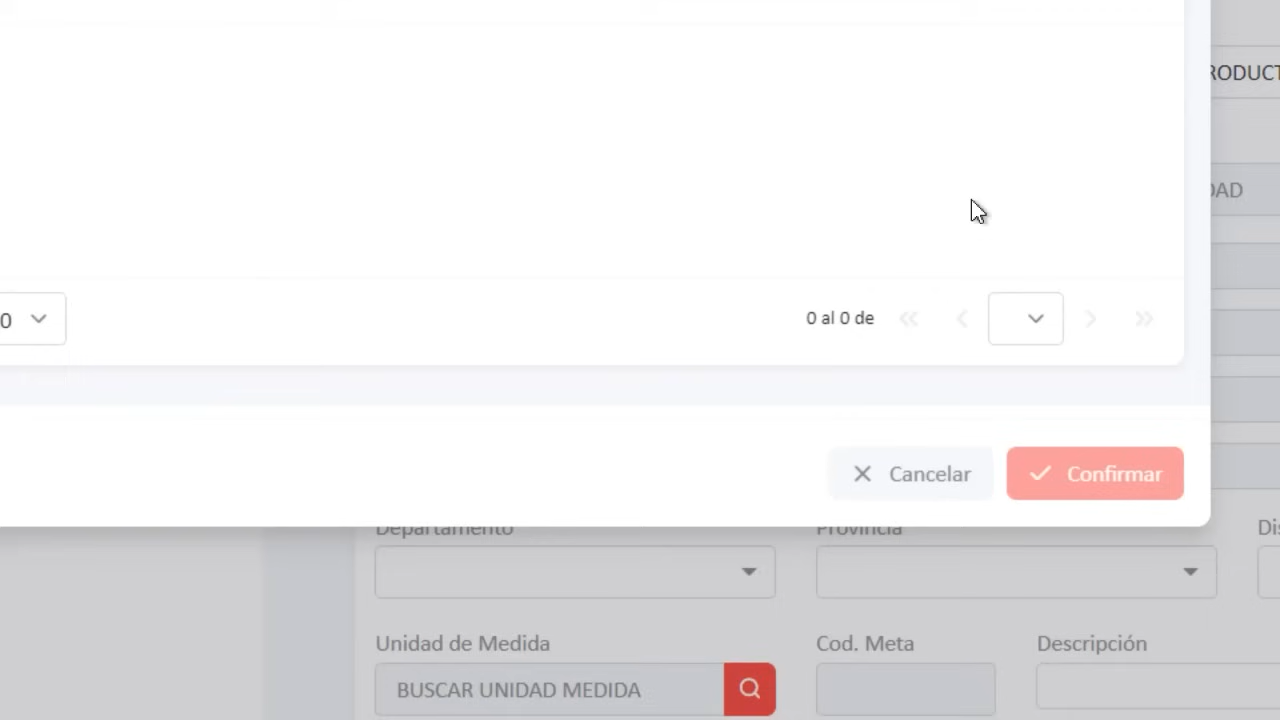 RODUCT
DAD
0
0 al 0 de
Cancelar
Confirmar
Departamento
Provincia
Dis
Unidad de Medida
Cod. Meta
Descripción
BUSCAR UNIDAD MEDIDA